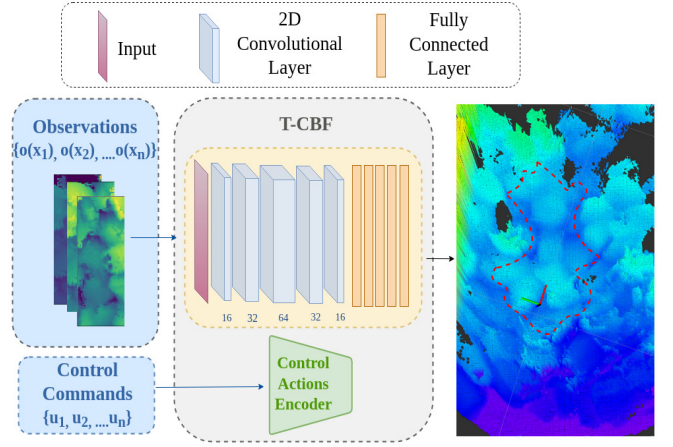 Input
2D
Convolutional
Layer
Fully
Connected
Layer
Observations
{o(x₁), o(x₂), ....o(xₙ)}
T-CBF
16
32
64
32
16
Control
Commands
{u₁, u₂, ....uₙ}
Control
Actions
Encoder